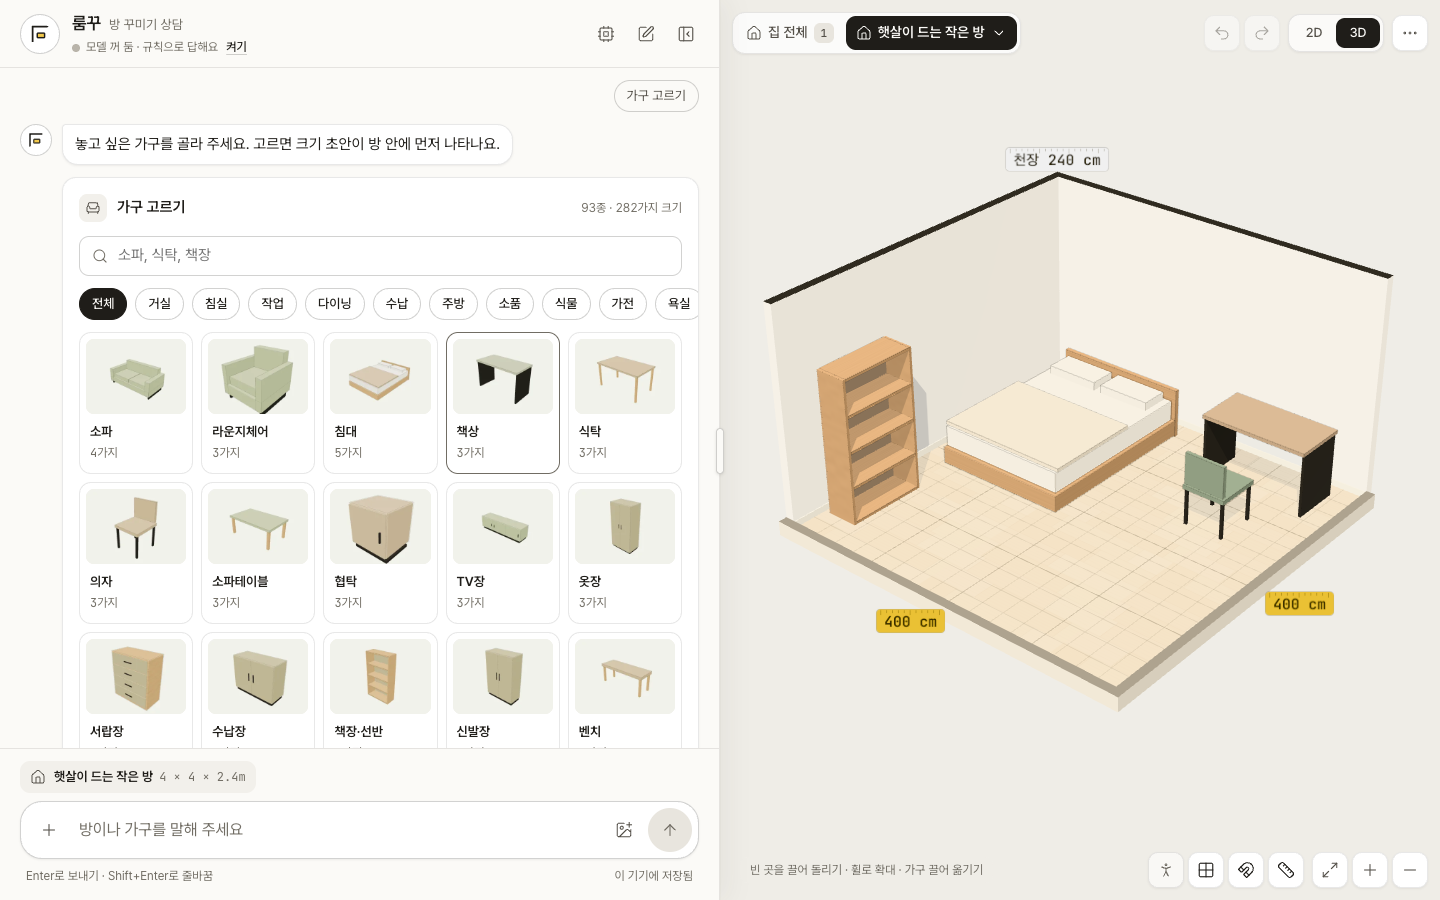 룸꾸 방 꾸미기 상담
모델 꺼 둠 · 규칙으로 답해요 켜기
가구 고르기
놓고 싶은 가구를 골라 주세요. 고르면 크기 초안이 방 안에 먼저 나타나요.
가구 고르기 93종 · 282가지 크기
소파, 식탁, 책장
전체 거실 침실 작업 다이닝 수납 주방 소품 식물 가전 욕실
소파 라운지체어 침대 책상 식탁
4가지 3가지 5가지 3가지 3가지
의자 소파테이블 협탁 TV장 옷장
3가지 3가지 3가지 3가지 3가지
서랍장 수납장 책장·선반 신발장 벤치
햇살이 드는 작은 방 4 × 4 × 2.4m
방이나 가구를 말해 주세요
Enter로 보내기 · Shift+Enter로 줄바꿈 이 기기에 저장됨
집 전체 1 햇살이 드는 작은 방 2D 3D
천장 240 cm
400 cm
400 cm
빈 곳을 끌어 돌리기 · 휠로 확대 · 가구 끌어 옮기기